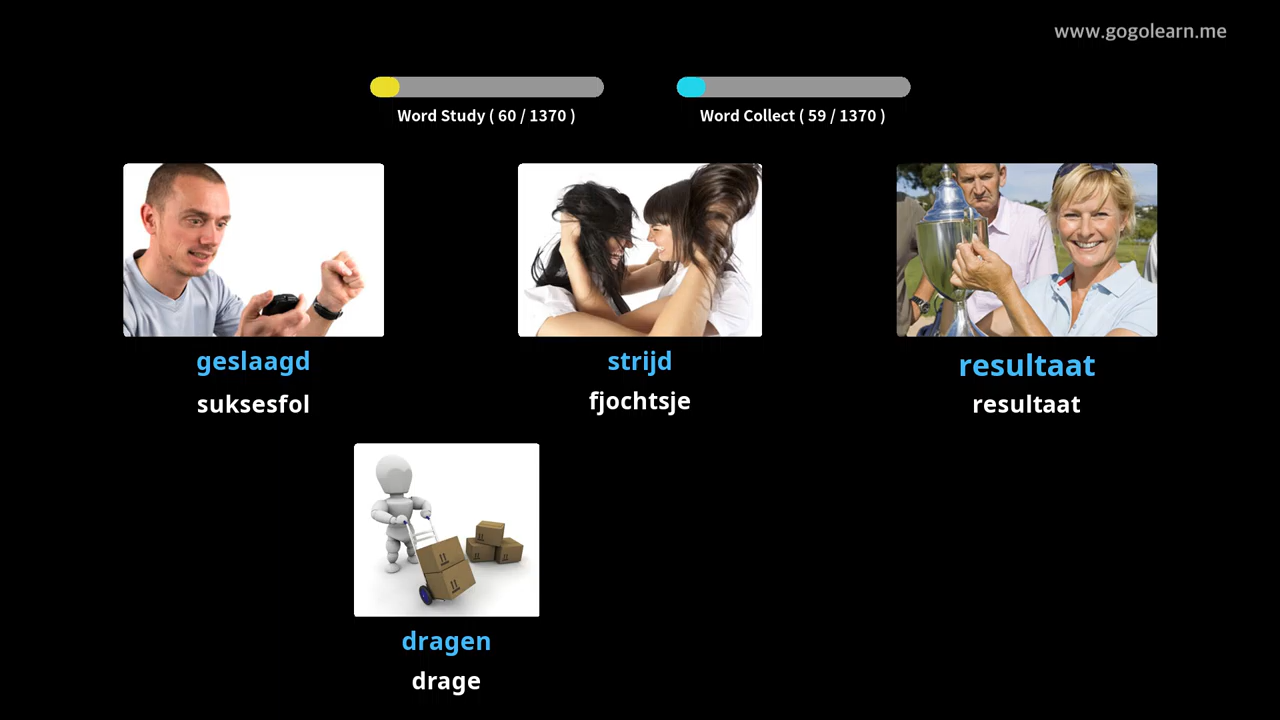 www.gogolearn.me
Word Study ( 60 / 1370 )
Word Collect ( 59 / 1370 )
geslaagd
suksesfol
strijd
fjochtsje
resultaat
resultaat
dragen
drage